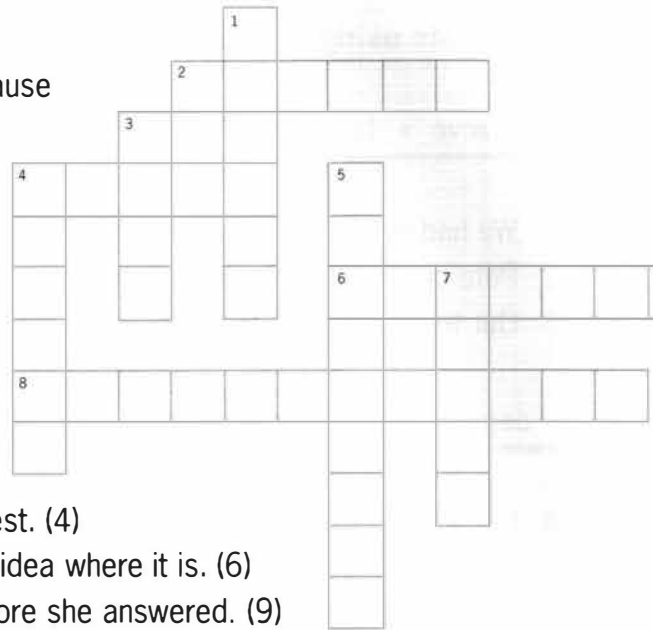 1
2
ause
3
4 5
6 7
8
est. (4)
idea where it is. (6)
ore she answered. (9)